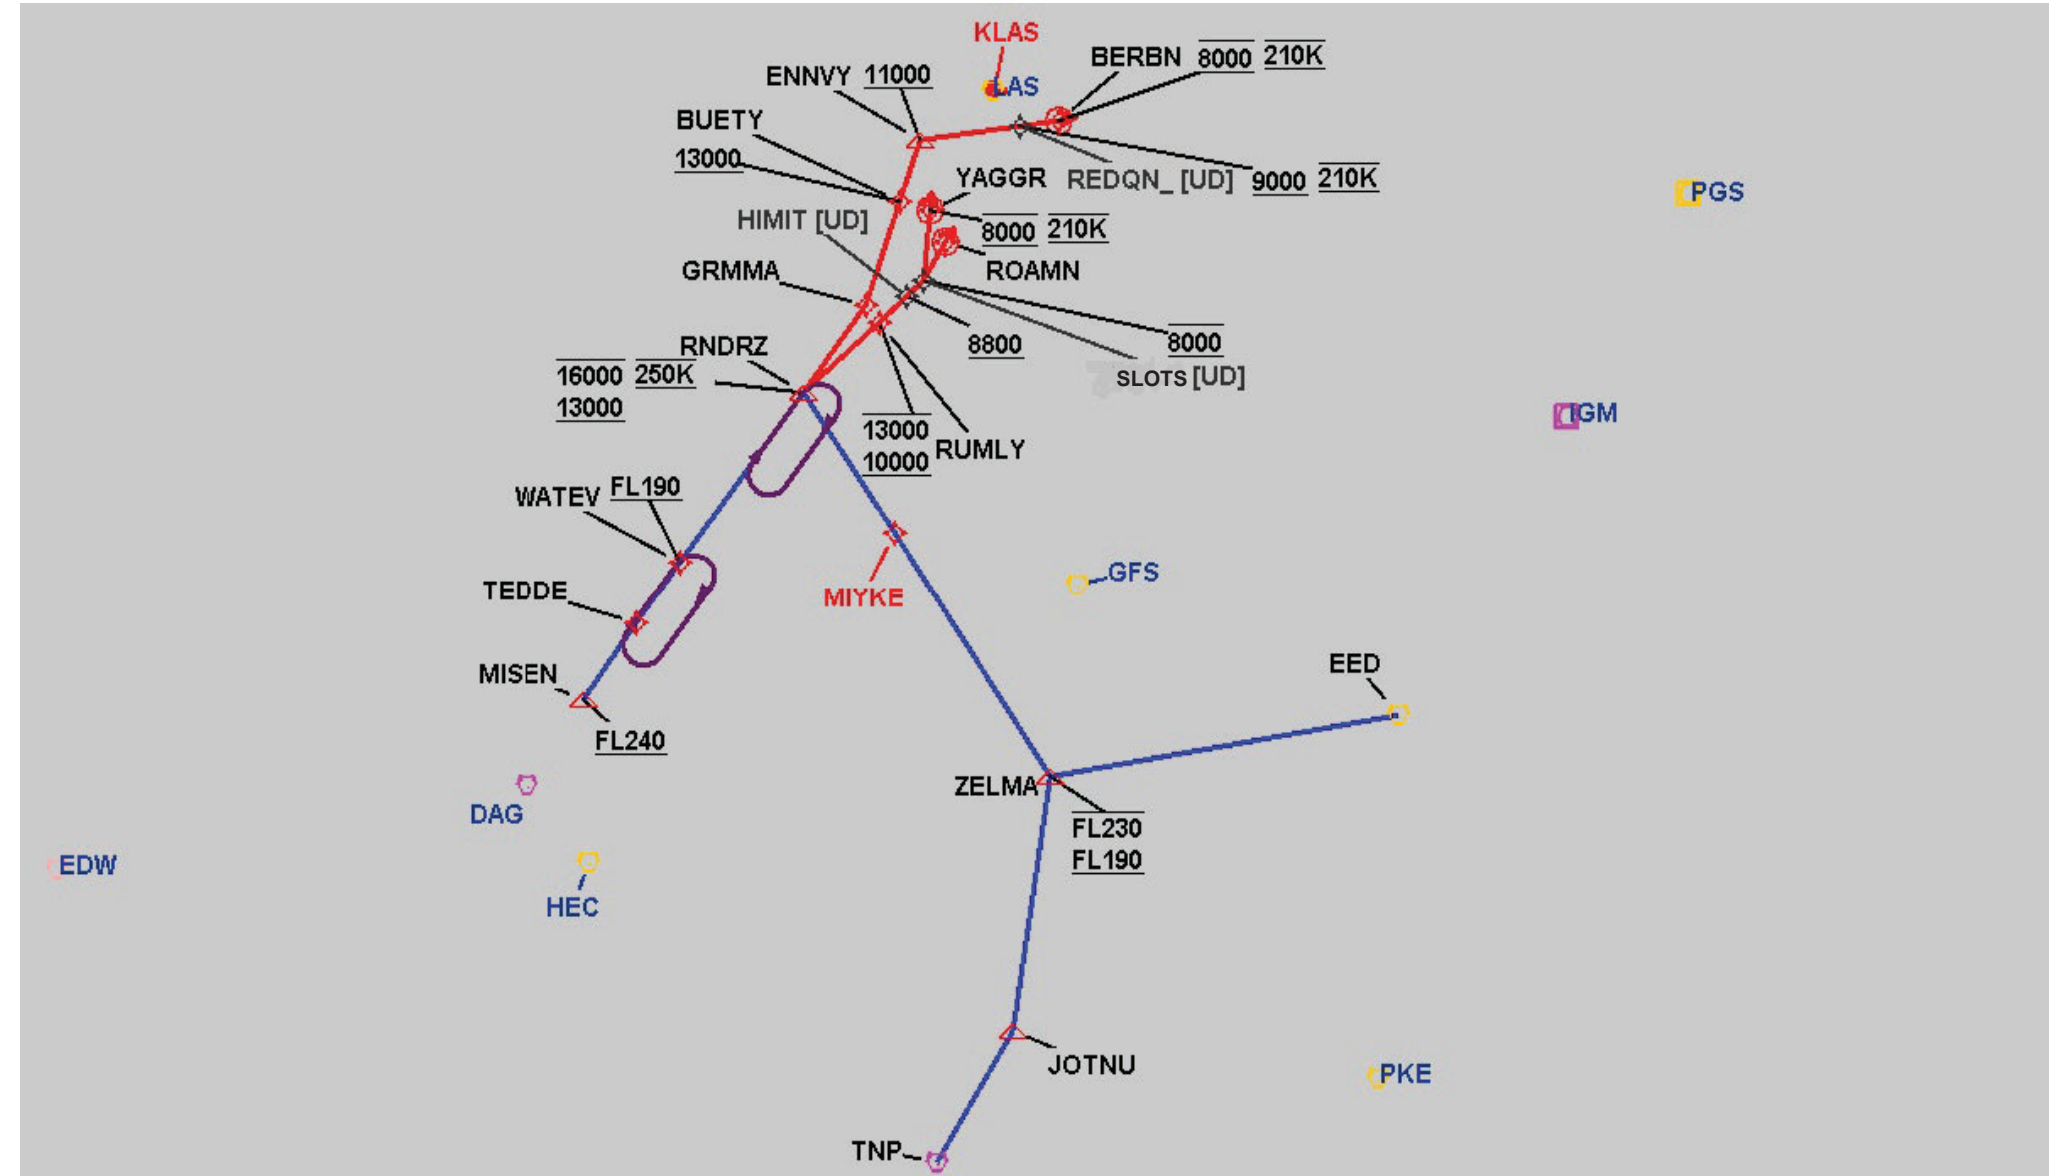 KLAS
LAS
BERBN 8000 210K
ENNVY 11000
BUETY
13000
YAGGR
REDQN_ [UD]
9000 210K
PGS
HIMIT [UD]
8000 210K
GRMMA
ROAMN
RNDRZ
8800
8000
16000 250K
13000
SLOTS [UD]
IGM
13000
10000
RUMLY
WATEV FL190
GFS
TEDDE
MIYKE
MISEN
EED
FL240
ZELMA
DAG
FL230
FL190
EDW
HEC
JOTNU
PKE
TNP